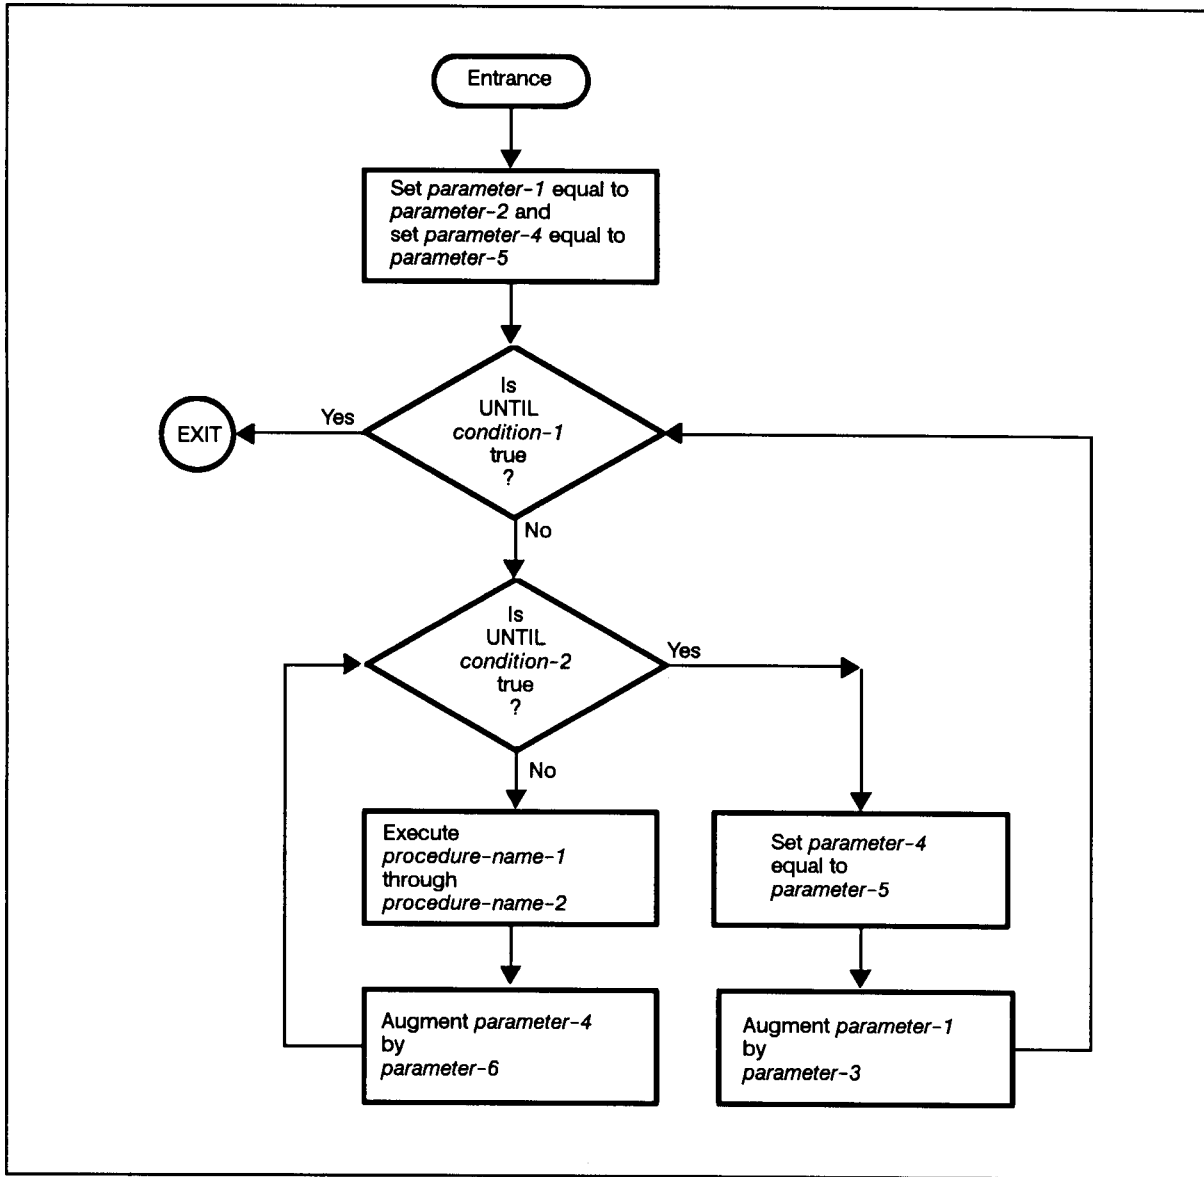 Entrance
Set parameter-1 equal to
parameter-2 and
set parameter-4 equal to
parameter-5
Is
UNTIL
condition-1
true
?
Yes
EXIT
No
Is
UNTIL
condition-2
true
?
Yes
No
Execute
procedure-name-1
through
procedure-name-2
Set parameter-4
equal to
parameter-5
Augment parameter-4
by
parameter-6
Augment parameter-1
by
parameter-3